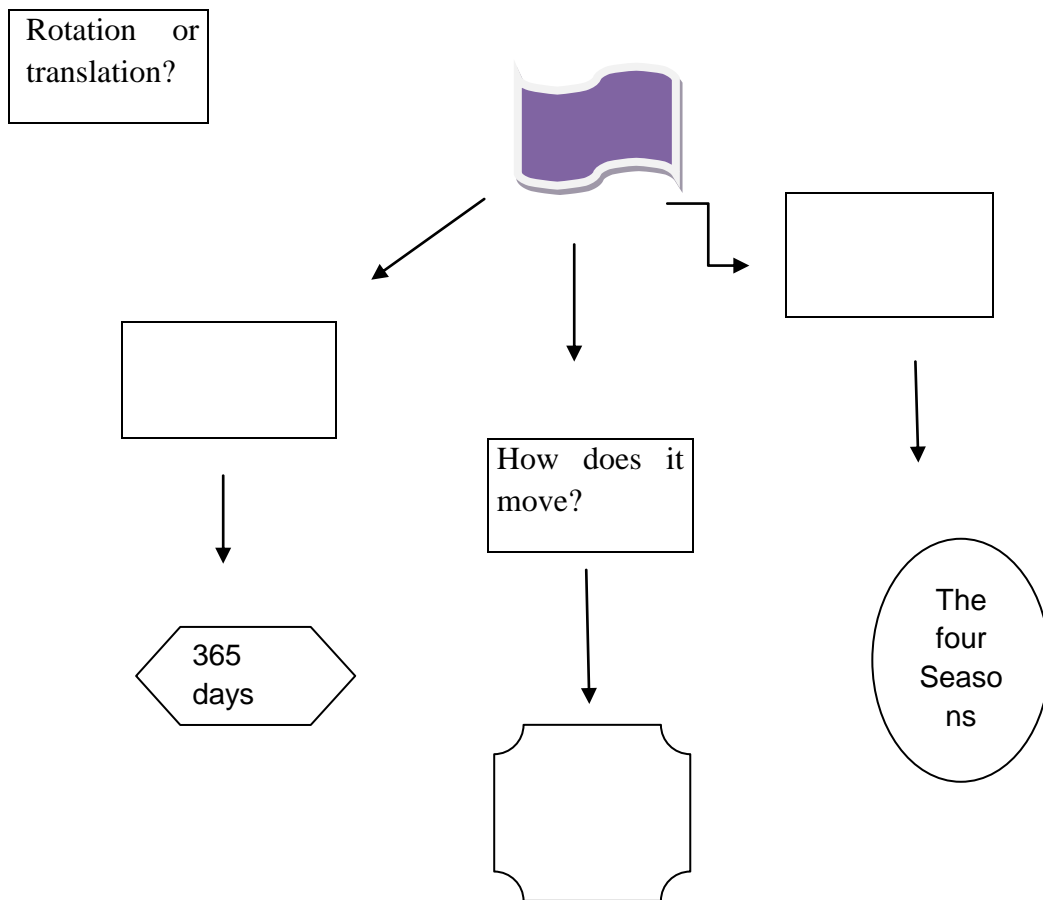 Rotation or
translation?
How does it
move?
365
days
The
four
Seaso
ns